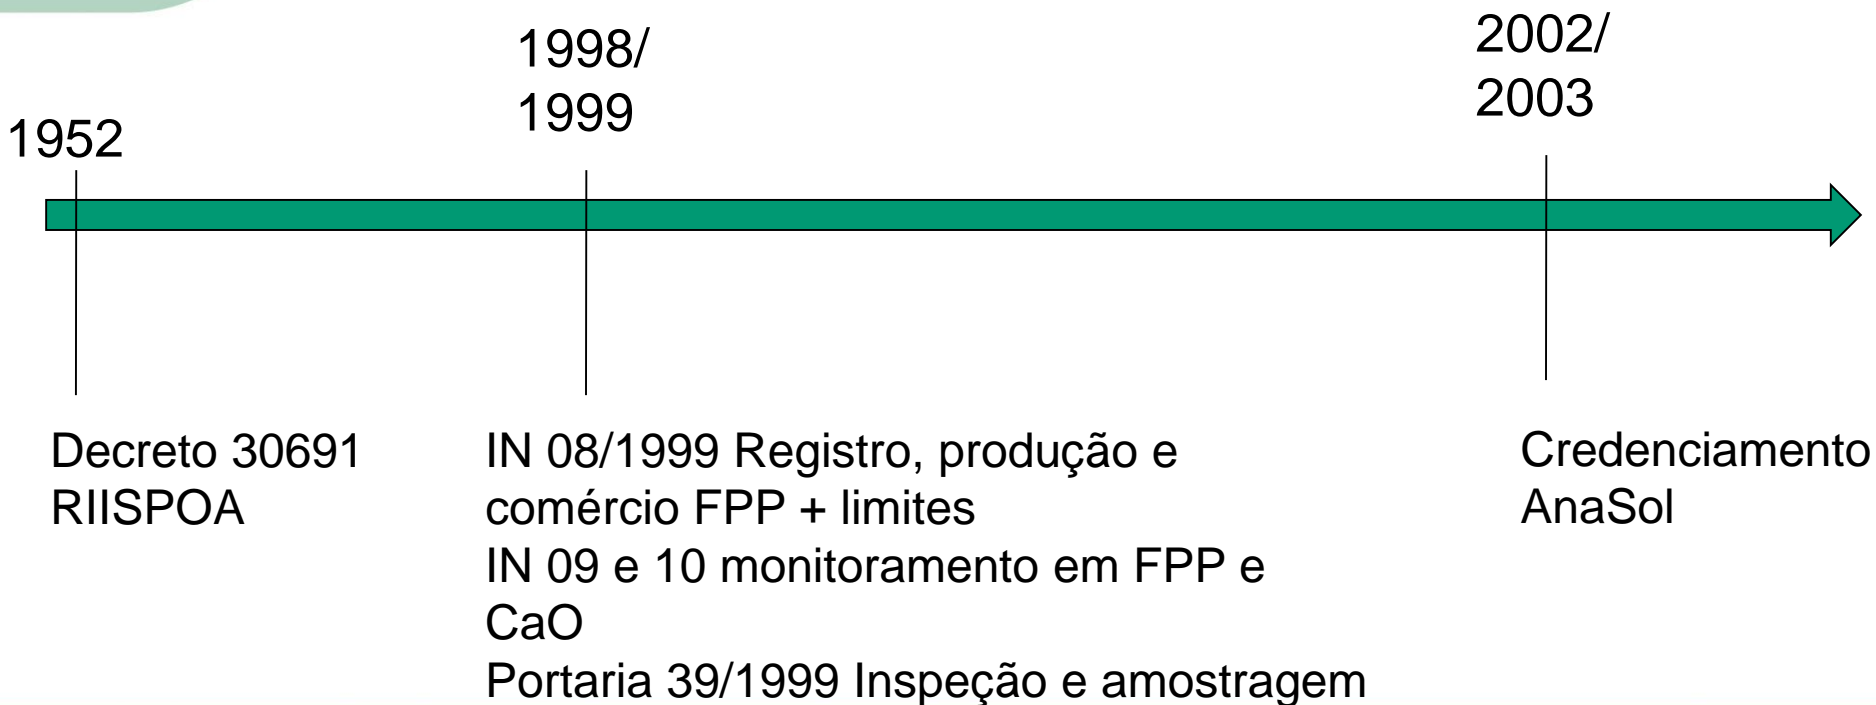 1952
1998/
1999
2002/
2003
Decreto 30691
RIISPOA
IN 08/1999 Registro, produção e
comércio FPP + limites
IN 09 e 10 monitoramento em FPP e
CaO
Portaria 39/1999 Inspeção e amostragem
Credenciamento
AnaSol